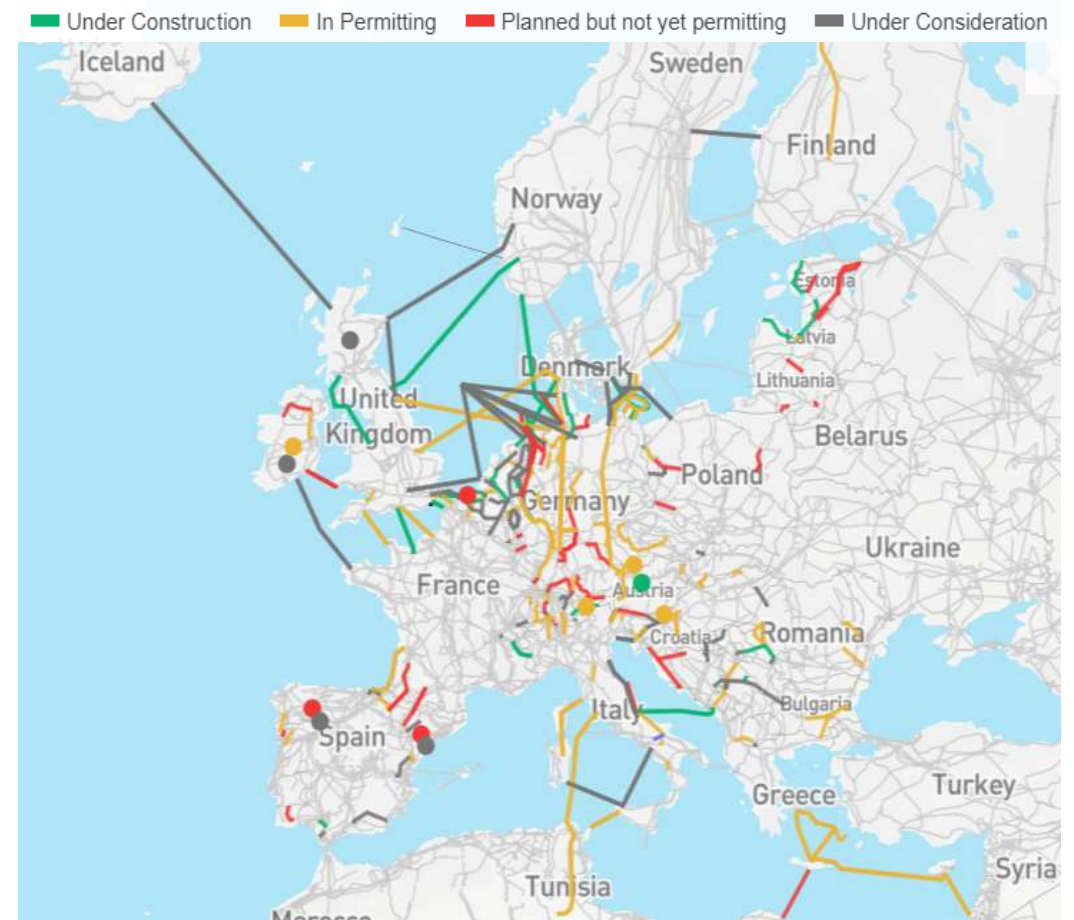 Under Construction In Permitting Planned but not yet permitting Under Consideration
Iceland
Sweden
Finland
Norway
Estonia
Latvia
Denmark
Lithuania
United
Kingdom
Belarus
Poland
Germany
Ukraine
France
Austria
Croatia
Romania
Italy
Bulgaria
Spain
Turkey
Greece
Syria
Tunisia
Morocco